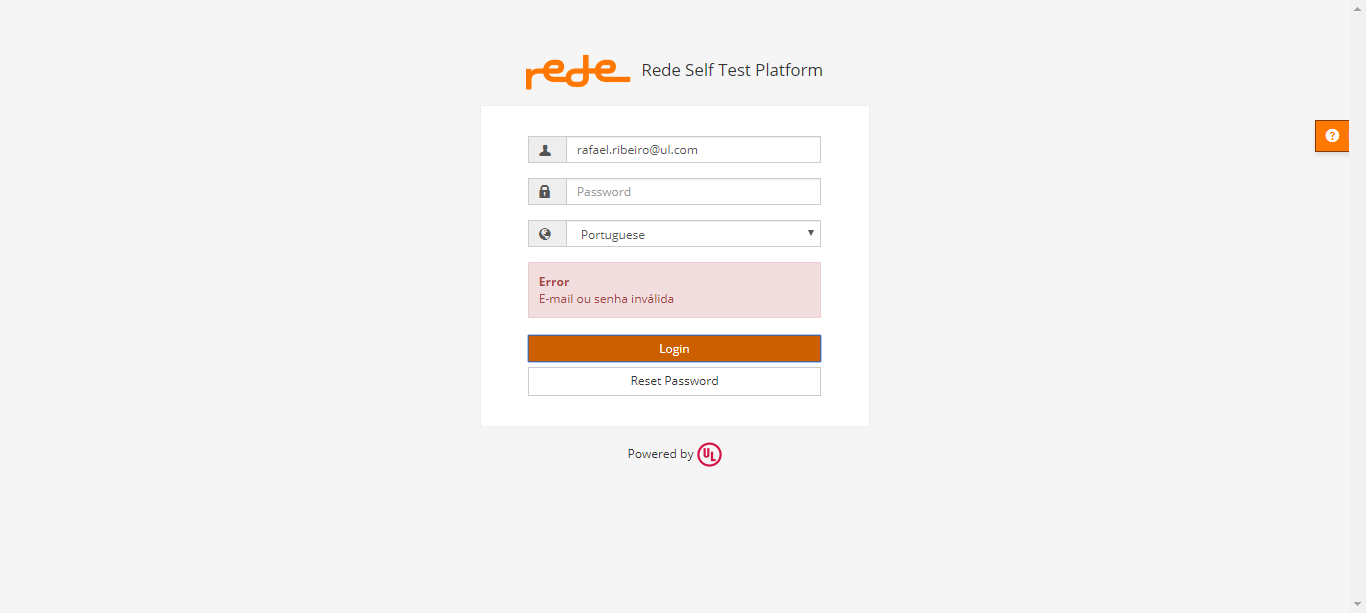 rede Rede Self Test Platform
rafael.ribeiro@ul.com
Password
Portuguese
Error
E-mail ou senha inválida
Login
Reset Password
Powered by UL